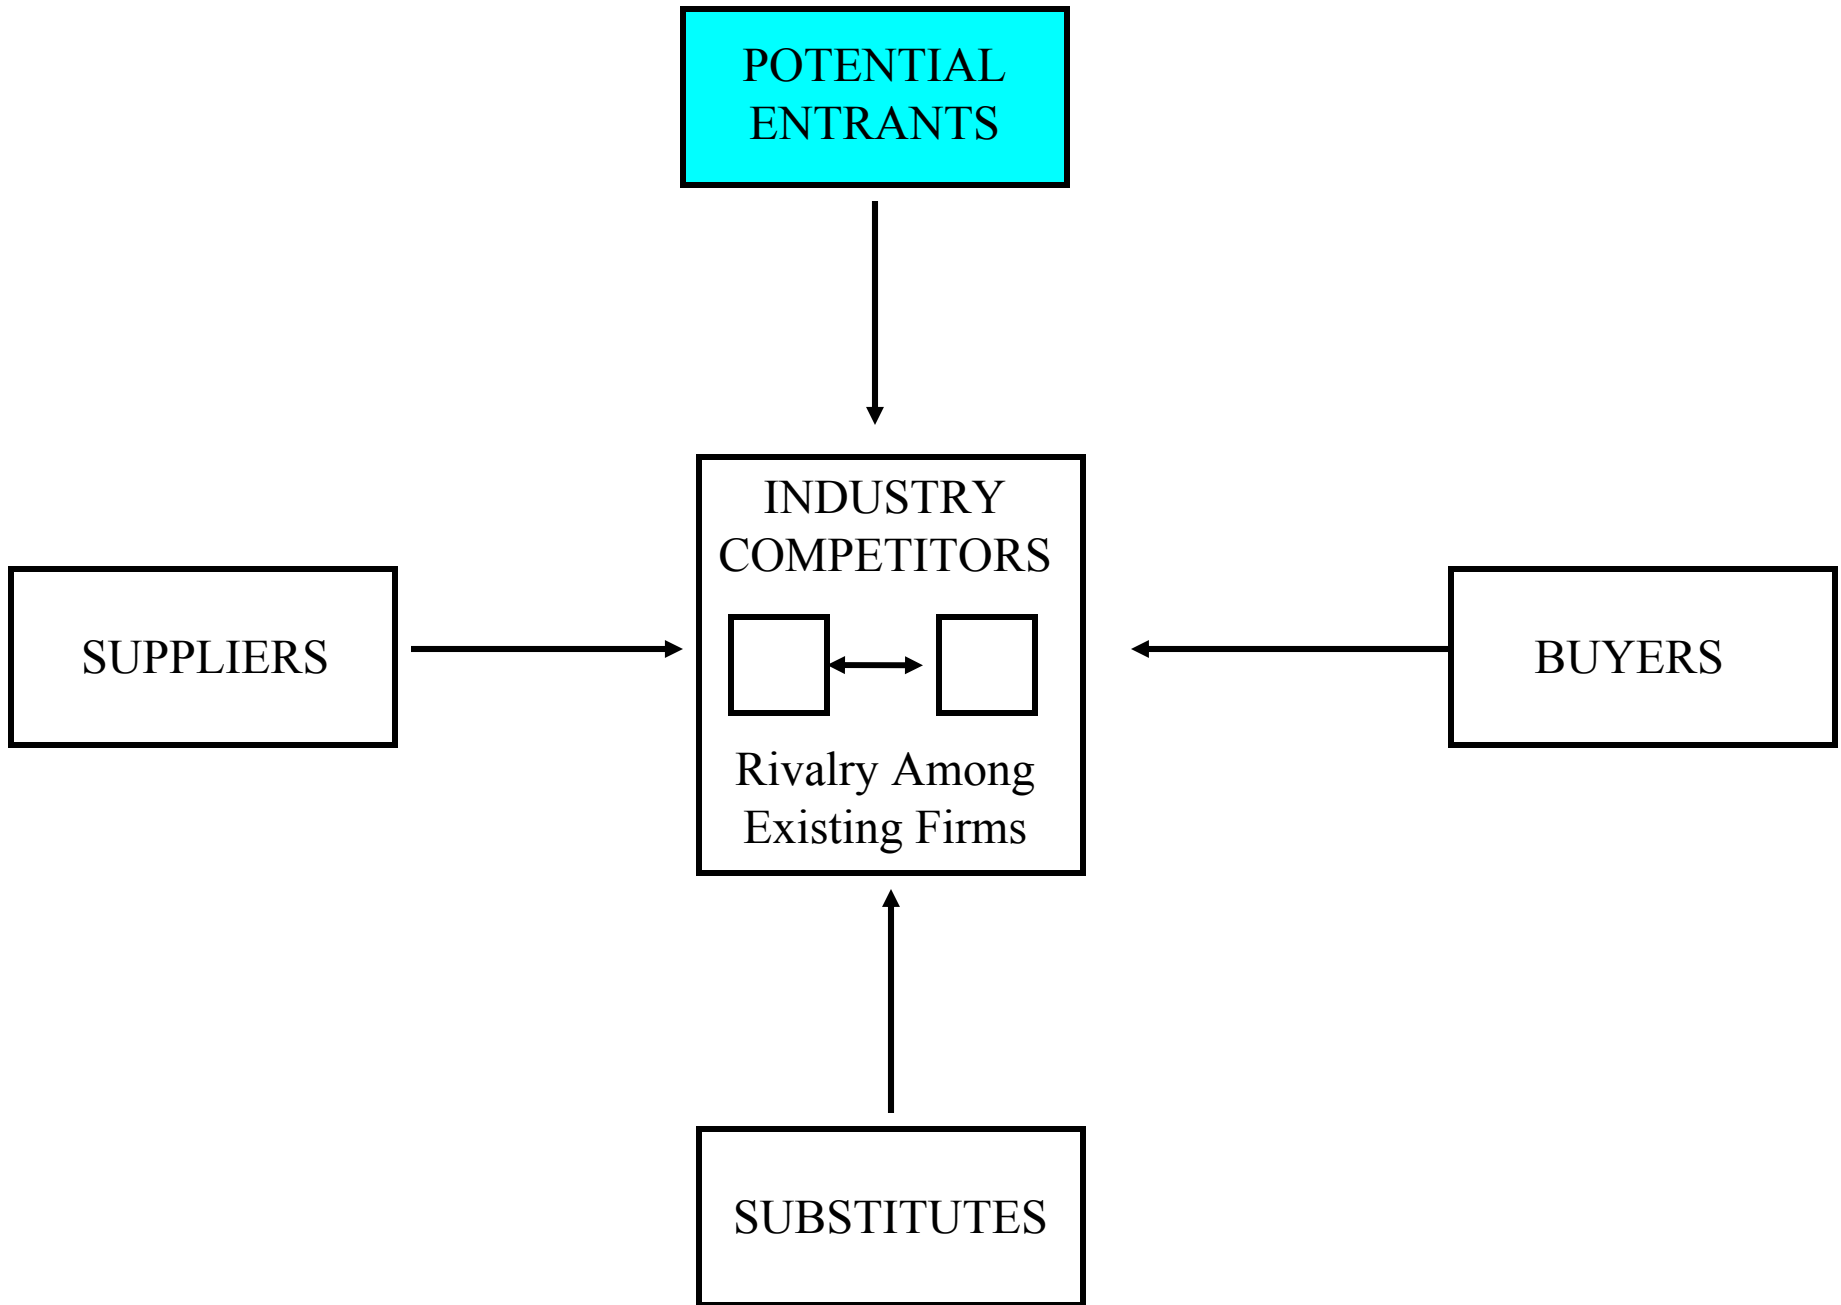 POTENTIAL
ENTRANTS
INDUSTRY
COMPETITORS
SUPPLIERS
BUYERS
Rivalry Among
Existing Firms
SUBSTITUTES